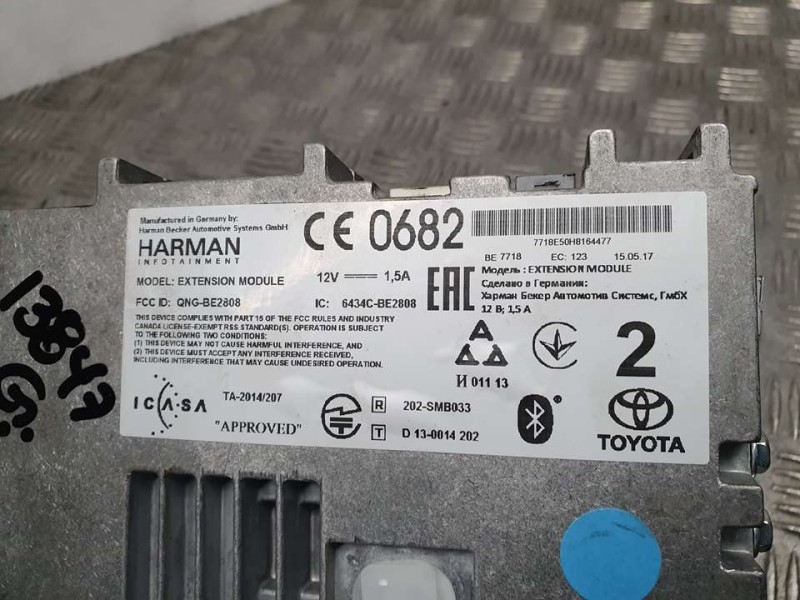 Manufactured in Germany by:
Harman Becker Automotive Systems GmbH
HARMAN
INFOTAINMENT
CE 0682
7718E50H8164477
BE 7718 EC: 123 15.05.17
MODEL: EXTENSION MODULE 12V 1,5A
FCC ID: QNG-BE2808 IC: 6434C-BE2808
EAC
Модель : EXTENSION MODULE
Сделано в Германии:
Харман Бекер Аутомотив Системс, ГмбХ
12 В; 1,5 А
THIS DEVICE COMPLIES WITH PART 15 OF THE FCC RULES AND INDUSTRY
CANADA LICENSE-EXEMPT RSS STANDARD(S). OPERATION IS SUBJECT
TO THE FOLLOWING TWO CONDITIONS:
(1) THIS DEVICE MAY NOT CAUSE HARMFUL INTERFERENCE, AND
(2) THIS DEVICE MUST ACCEPT ANY INTERFERENCE RECEIVED,
INCLUDING INTERFERENCE THAT MAY CAUSE UNDESIRED OPERATION.
И 011 13
2
ICASA
TA-2014/207
"APPROVED"
R 202-SMB033
T D 13-0014 202
TOYOTA
13847